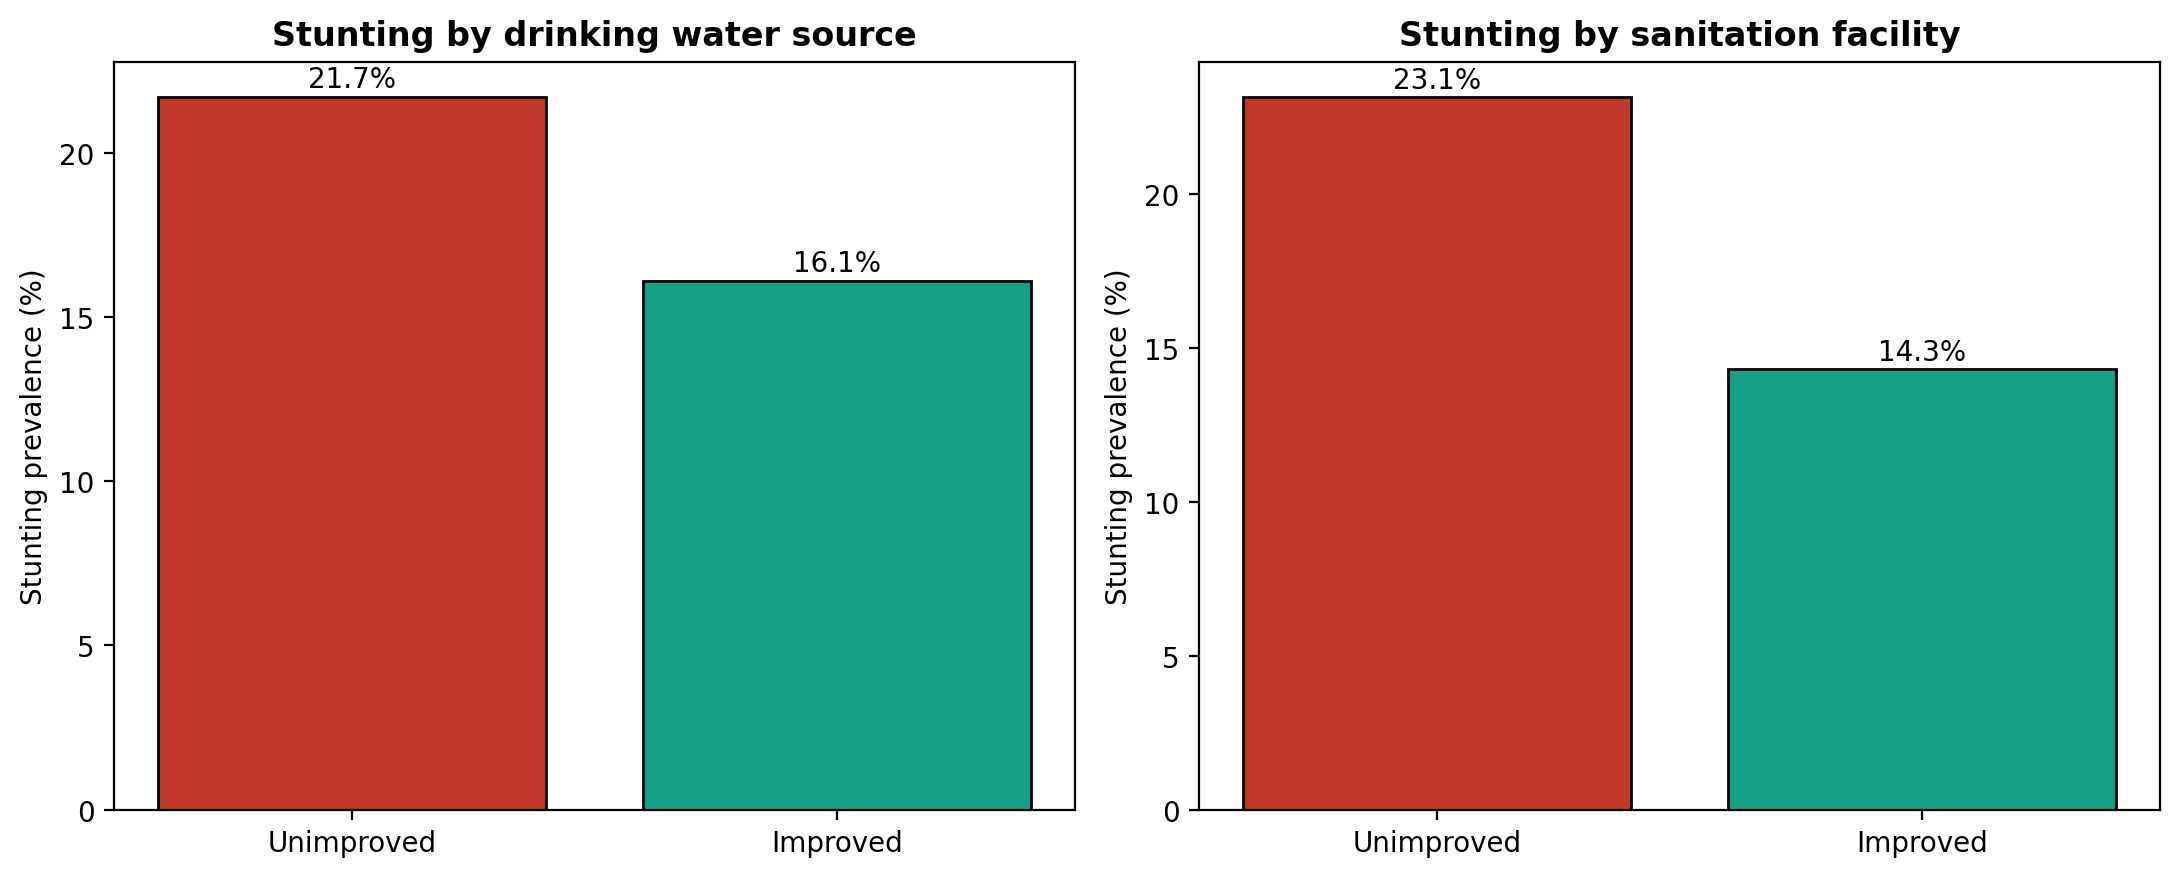 Stunting by drinking water source
Stunting prevalence (%)
20
15
10
5
0
21.7%
16.1%
Unimproved
Improved
Stunting by sanitation facility
Stunting prevalence (%)
20
15
10
5
0
23.1%
14.3%
Unimproved
Improved